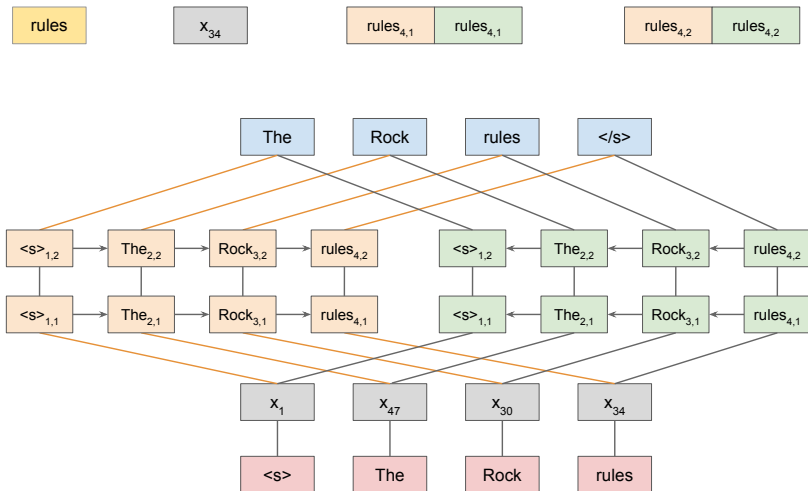 rules x₃₄ rules₄,₁ rules₄,₁ rules₄,₂ rules₄,₂
The Rock rules </s>
<s>₁,₂ The₂,₂ Rock₃,₂ rules₄,₂ <s>₁,₂ The₂,₂ Rock₃,₂ rules₄,₂
<s>₁,₁ The₂,₁ Rock₃,₁ rules₄,₁ <s>₁,₁ The₂,₁ Rock₃,₁ rules₄,₁
x₁ x₄₇ x₃₀ x₃₄
<s> The Rock rules